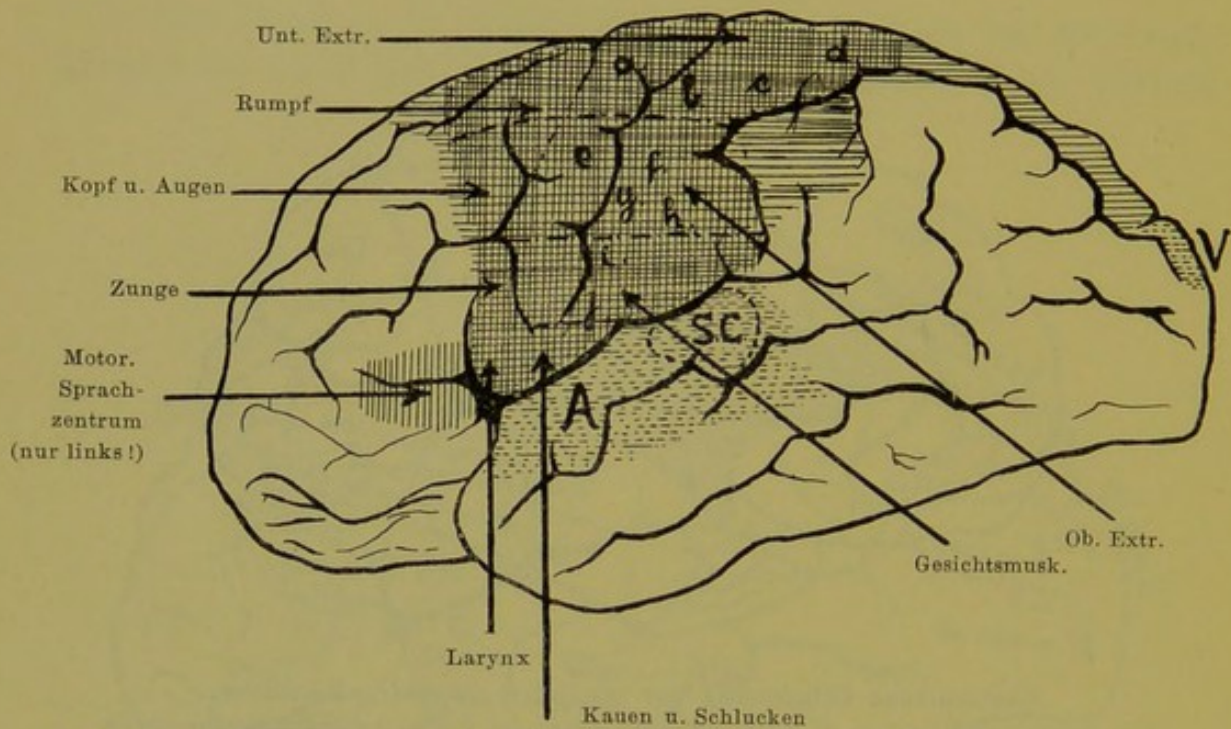 Unt. Extr.
Rumpf
Kopf u. Augen
Zunge
Motor.
Sprach-
zentrum
(nur links!)
a
b
c
d
e
f.
g
h.
i.
SC
A
V
Ob. Extr.
Gesichtsmusk.
Larynx
Kauen u. Schlucken